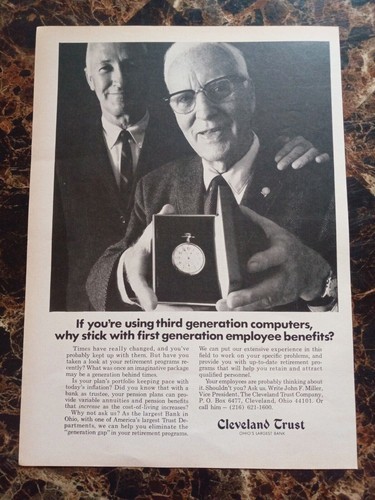 If you're using third generation computers,
why stick with first generation employee benefits?
Times have really changed, and you've
probably kept up with them. But have you
taken a look at your retirement programs re-
cently? What was once an imaginative package
may be a generation behind times.
Is your plan's portfolio keeping pace with
today's inflation? Did you know that with a
bank as trustee, your pension plans can pro-
vide variable annuities and pension benefits
that increase as the cost-of-living increases?
Why not ask us? As the largest Bank in
Ohio, with one of America's largest Trust De-
partments, we can help you eliminate the
"generation gap" in your retirement programs.
We can put our extensive experience in this
field to work on your specific problems, and
provide you with up-to-date retirement pro-
grams that will help you retain and attract
qualified personnel.
Your employees are probably thinking about
it. Shouldn't you? Ask us. Write John F. Miller,
Vice President, The Cleveland Trust Company,
P. O. Box 6477, Cleveland, Ohio 44101. Or
call him — (216) 621-1600.
Cleveland Trust
OHIO'S LARGEST BANK